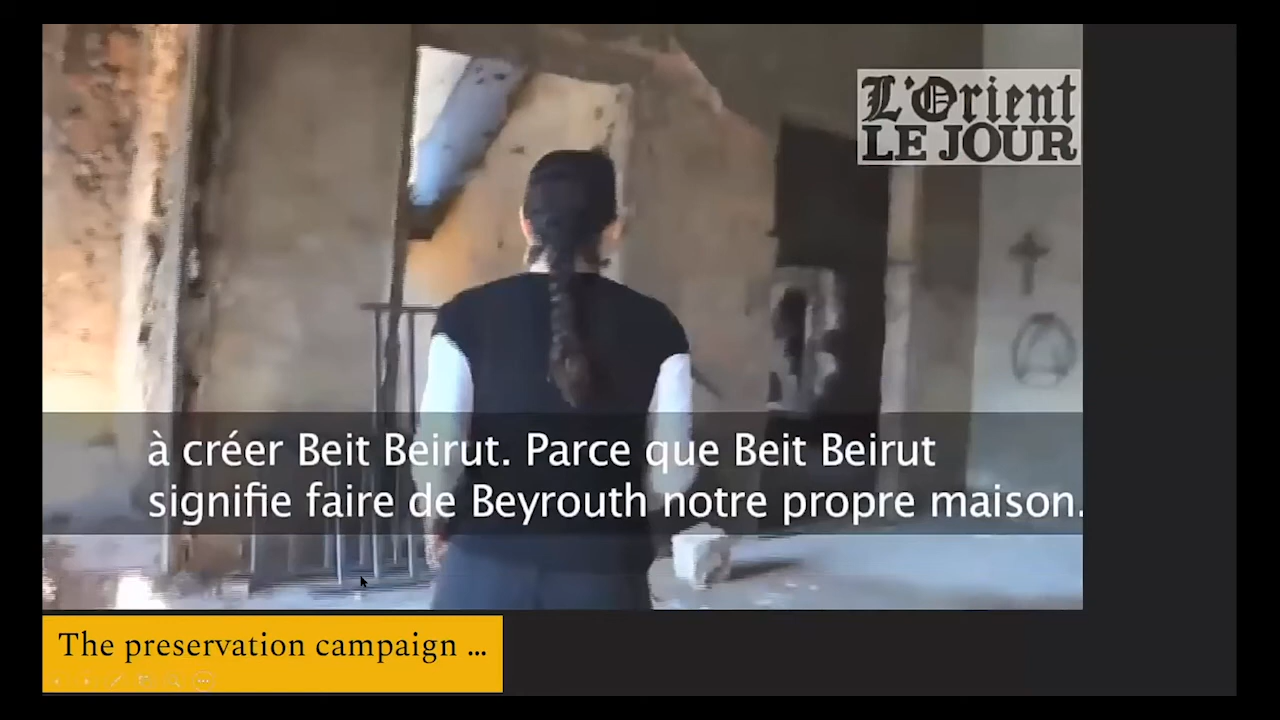 L'Orient
LE JOUR
à créer Beit Beirut. Parce que Beit Beirut
signifie faire de Beyrouth notre propre maison.
The preservation campaign ...